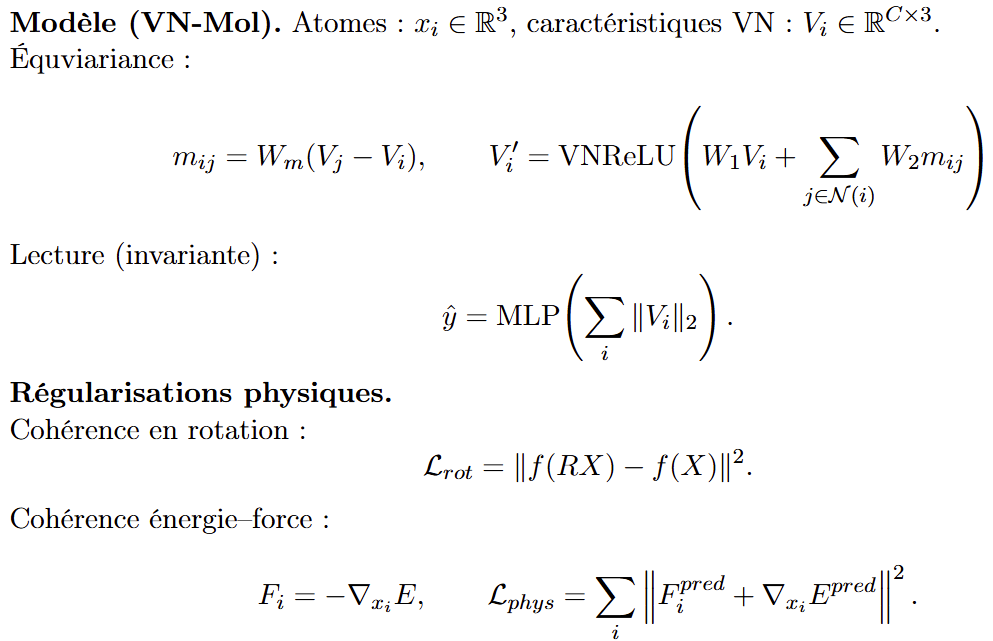 Modèle (VN-Mol). Atomes : $x_i \in \mathbb{R}^3$, caractéristiques VN : $V_i \in \mathbb{R}^{C \times 3}$.
Équviariance :
$m_{ij} = W_m(V_j - V_i), \qquad V_i' = \text{VNReLU}\left( W_1 V_i + \sum_{j \in \mathcal{N}(i)} W_2 m_{ij} \right)$
Lecture (invariante) :
$\hat{y} = \text{MLP}\left( \sum_i \|V_i\|_2 \right).$
Régularisations physiques.
Cohérence en rotation :
$\mathcal{L}_{rot} = \|f(RX) - f(X)\|^2.$
Cohérence énergie–force :
$F_i = -\nabla_{x_i} E, \qquad \mathcal{L}_{phys} = \sum_i \left\| F_i^{pred} + \nabla_{x_i} E^{pred} \right\|^2.$